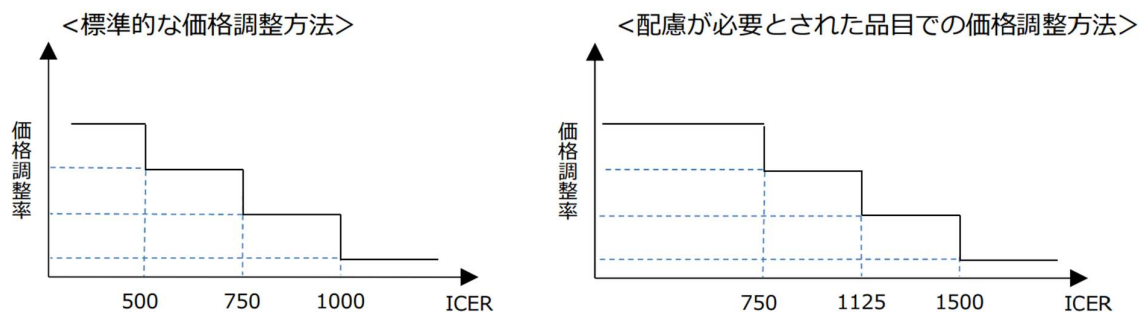 <標準的な価格調整方法>
価格調整率
500 750 1000 ICER
<配慮が必要とされた品目での価格調整方法>
価格調整率
750 1125 1500 ICER